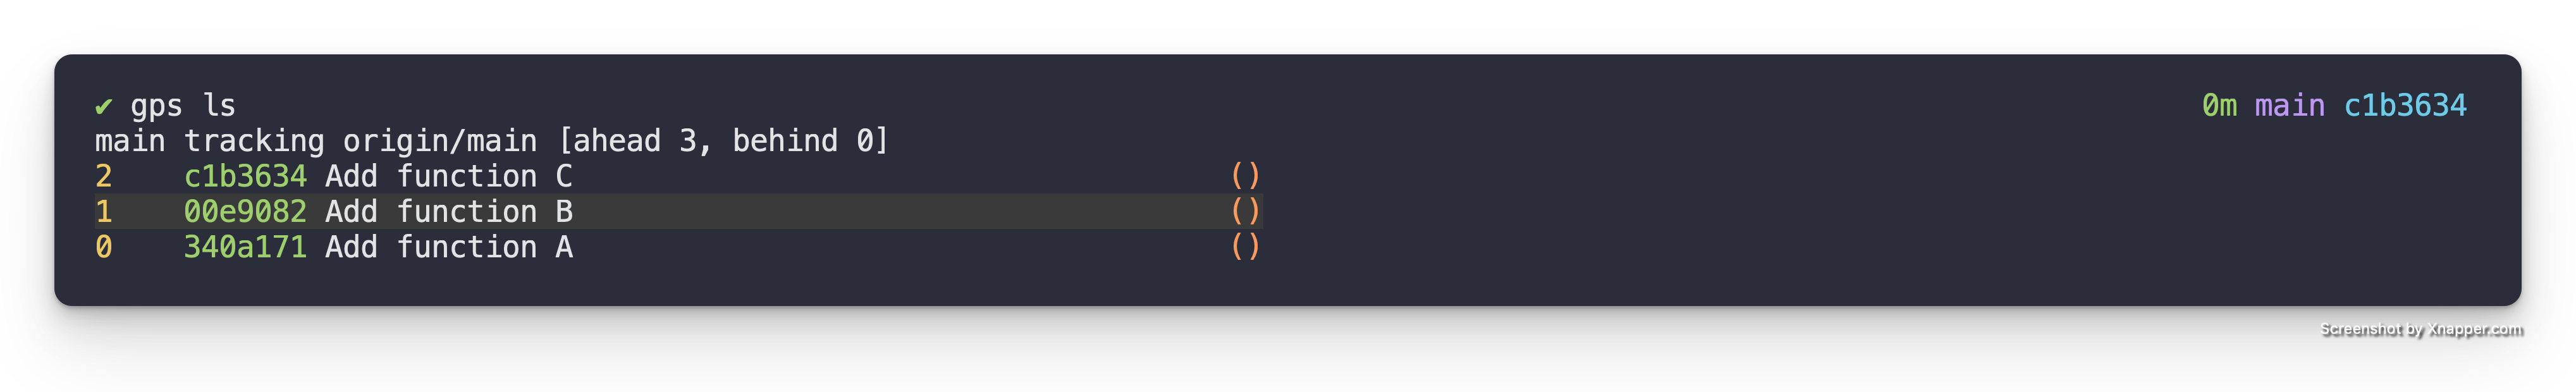 ✔ gps ls 0m main c1b3634
main tracking origin/main [ahead 3, behind 0]
2 c1b3634 Add function C ()
1 00e9082 Add function B ()
0 340a171 Add function A ()
Screenshot by Xnapper.com